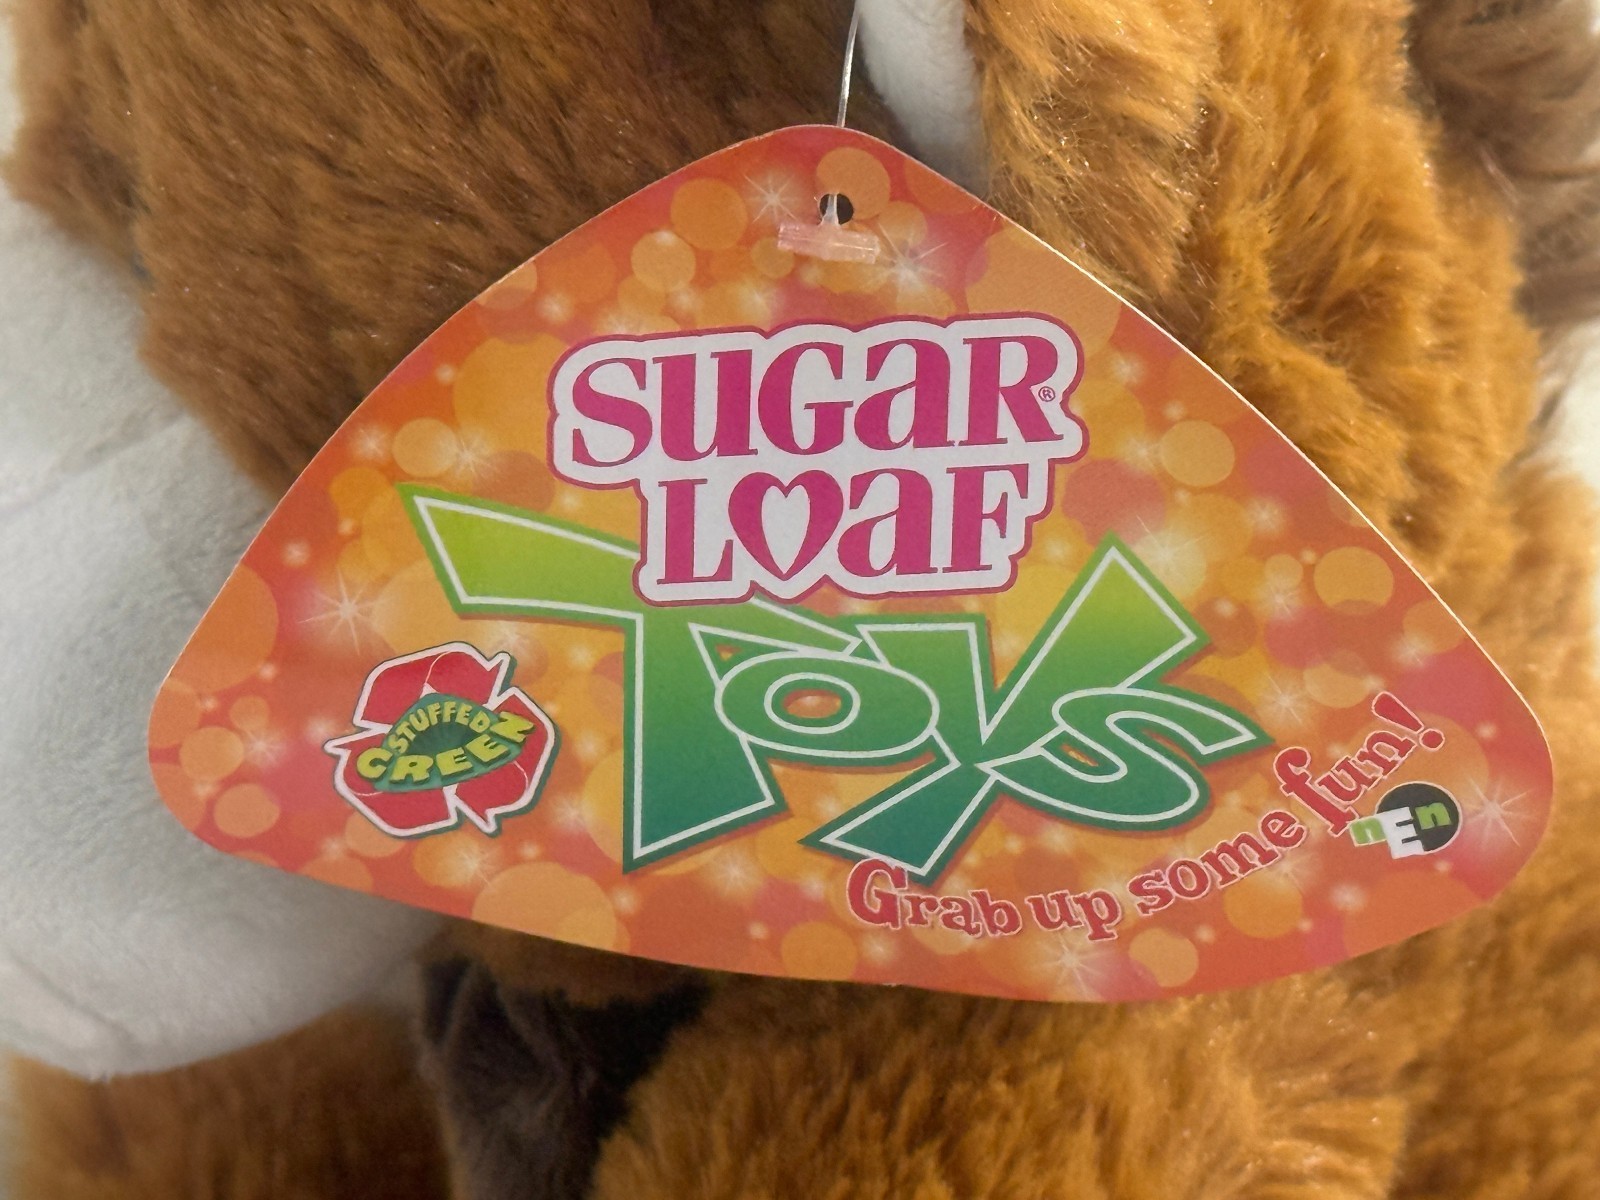 SUGAR®
LOAF
TOYS
STUFFED
GREEN
Grab up some fun!
nEn